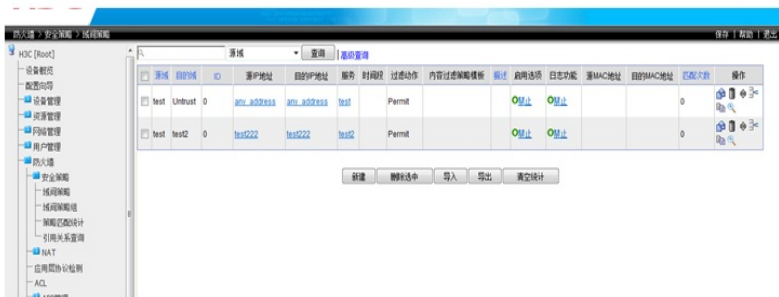 防火墙 > 安全策略 > 域间策略
保存 | 帮助 | 退出
H3C [Root]
设备概览
配置向导
设备管理
资源管理
网络管理
用户管理
防火墙
安全策略
域间策略
域间策略组
策略匹配统计
引用关系查询
NAT
应用层协议检测
ACL
源域 查询 | 高级查询
源域 目的域 ID 源IP地址 目的IP地址 服务 时间段 过滤动作 内容过滤策略模板 描述 启用选项 日志功能 源MAC地址 目的MAC地址 匹配次数 操作
test Untrust 0 any_address any_address test Permit 禁止 禁止 0
test test2 0 test222 test222 test2 Permit 禁止 禁止 0
新建 删除选中 导入 导出 清空统计